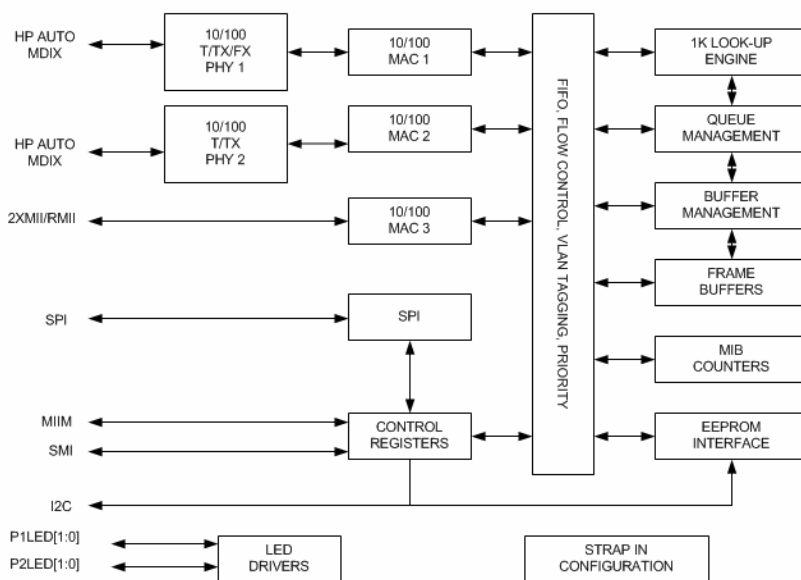 HP AUTO
MDIX
10/100
T/TX/FX
PHY 1
10/100
MAC 1
1K LOOK-UP
ENGINE
HP AUTO
MDIX
10/100
T/TX
PHY 2
10/100
MAC 2
QUEUE
MANAGEMENT
2XMII/RMII
10/100
MAC 3
FIFO, FLOW CONTROL, VLAN TAGGING, PRIORITY
BUFFER
MANAGEMENT
FRAME
BUFFERS
SPI
SPI
MIB
COUNTERS
MIIM
SMI
CONTROL
REGISTERS
EEPROM
INTERFACE
I2C
P1LED[1:0]
P2LED[1:0]
LED
DRIVERS
STRAP IN
CONFIGURATION